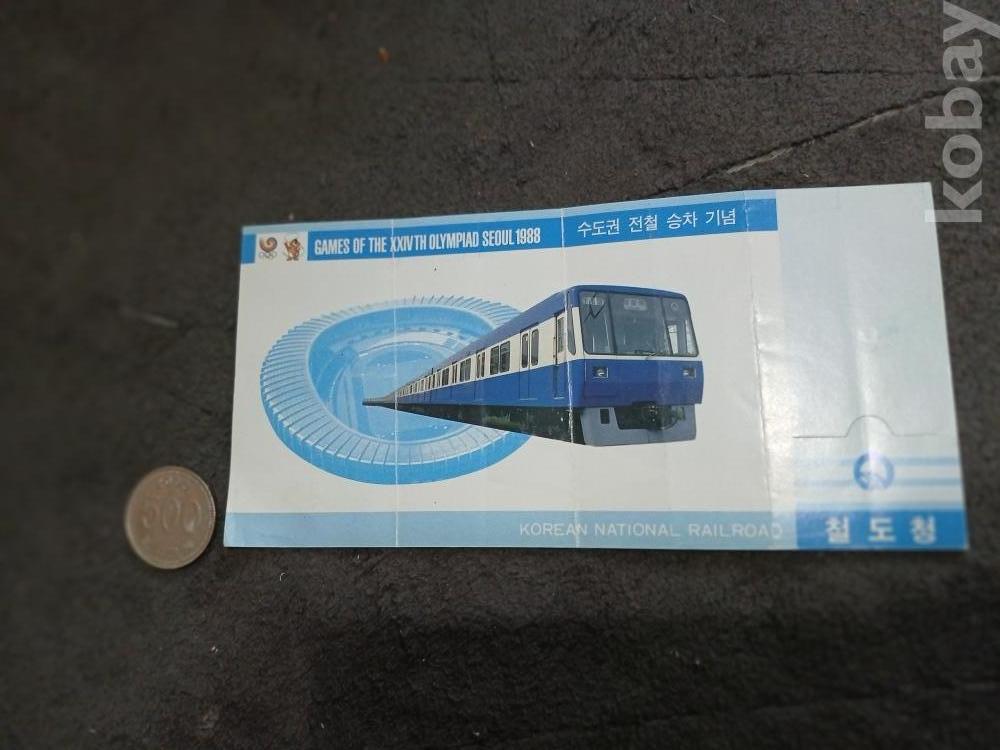 kobay
GAMES OF THE XXIVTH OLYMPIAD SEOUL 1988
수도권 전철 승차 기념
KOREAN NATIONAL RAILROAD
철도청
500